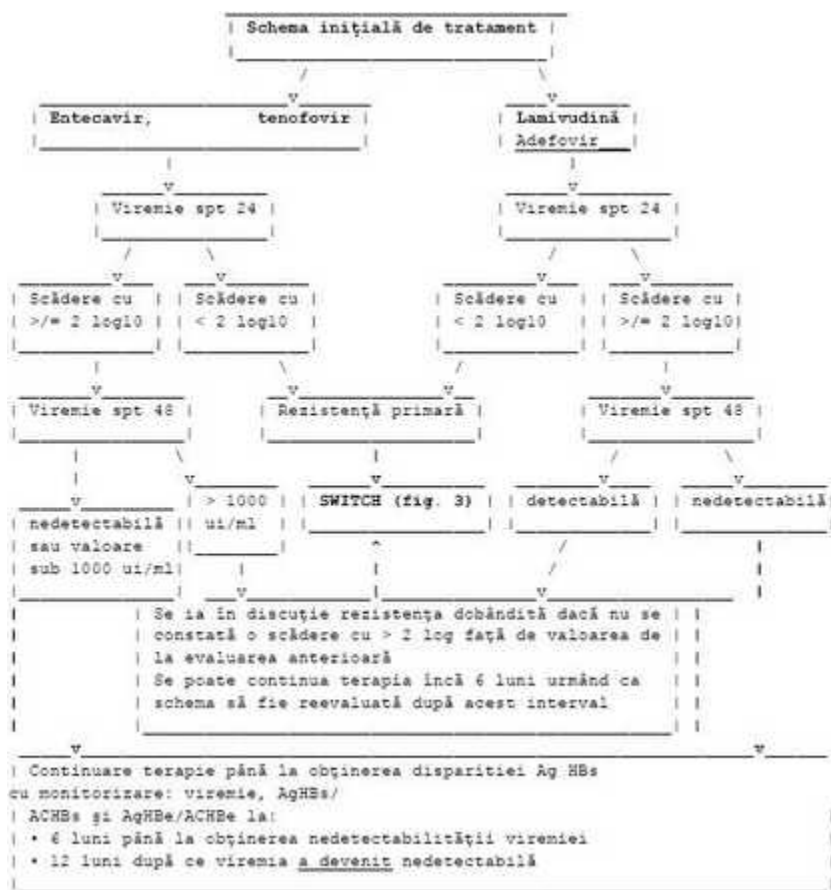 Schema iniţială de tratament
Entecavir, tenofovir
Lamivudină
Adefovir
Viremie spt 24
Viremie spt 24
Scădere cu
>/= 2 log10
Scădere cu
< 2 log10
Scădere cu
< 2 log10
Scădere cu
>/= 2 log10
Viremie spt 48
Rezistenţă primară
Viremie spt 48
nedetectabilă
sau valoare
sub 1000 ui/ml
> 1000
ui/ml
SWITCH (fig. 3)
detectabilă
nedetectabilă
Se ia în discuţie rezistenţa dobândită dacă nu se
constată o scădere cu > 2 log faţă de valoarea de
la evaluarea anterioară
Se poate continua terapia încă 6 luni urmând ca
schema să fie reevaluată după acest interval
Continuare terapie până la obţinerea disparitiei Ag HBs
cu monitorizare: viremie, AgHBs/
ACHBs şi AgHBe/ACHBe la:
• 6 luni până la obţinerea nedetectabilităţii viremiei
• 12 luni după ce viremia a devenit nedetectabilă